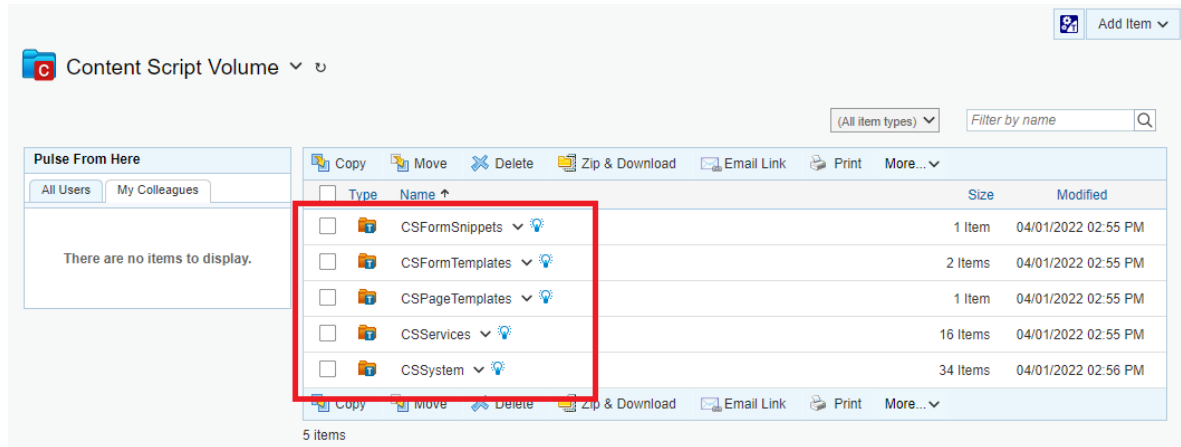 Add Item
Content Script Volume
(All item types)
Filter by name
Pulse From Here
All Users My Colleagues
There are no items to display.
Copy Move Delete Zip & Download Email Link Print More...
Type Name Size Modified
CSFormSnippets 1 Item 04/01/2022 02:55 PM
CSFormTemplates 2 Items 04/01/2022 02:55 PM
CSPageTemplates 1 Item 04/01/2022 02:55 PM
CSServices 16 Items 04/01/2022 02:55 PM
CSSystem 34 Items 04/01/2022 02:56 PM
Copy Move Delete Zip & Download Email Link Print More...
5 items